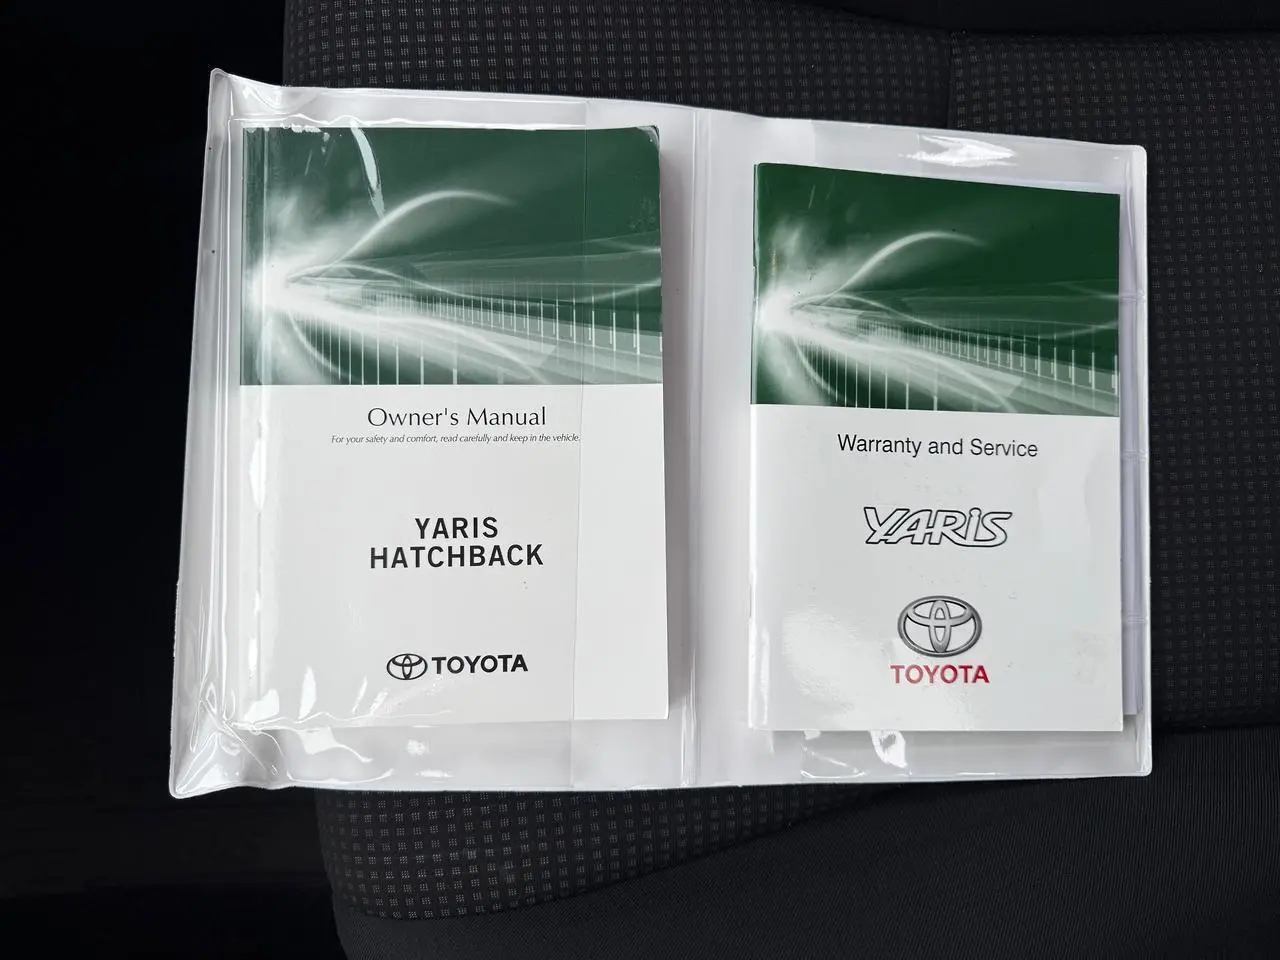 Owner's Manual
For your safety and comfort, read carefully and keep in the vehicle.
YARIS
HATCHBACK
TOYOTA
Warranty and Service
YARiS
TOYOTA